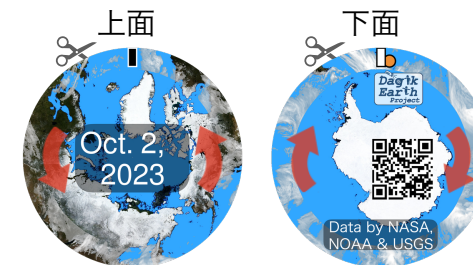 上面
下面
Oct. 2,
2023
Dagik
Earth
Project
Data by NASA,
NOAA & USGS